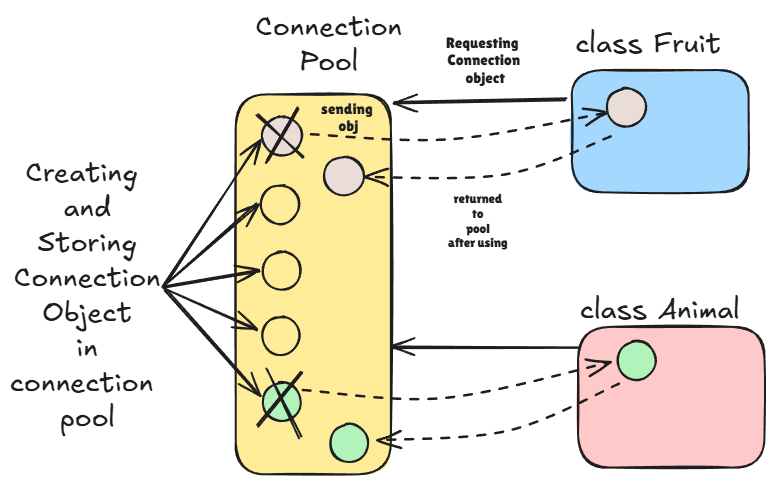 Connection
Pool
Requesting
Connection
object
class Fruit
sending
obj
Creating
and
Storing
Connection
Object
in
connection
pool
returned
to
pool
after using
class Animal